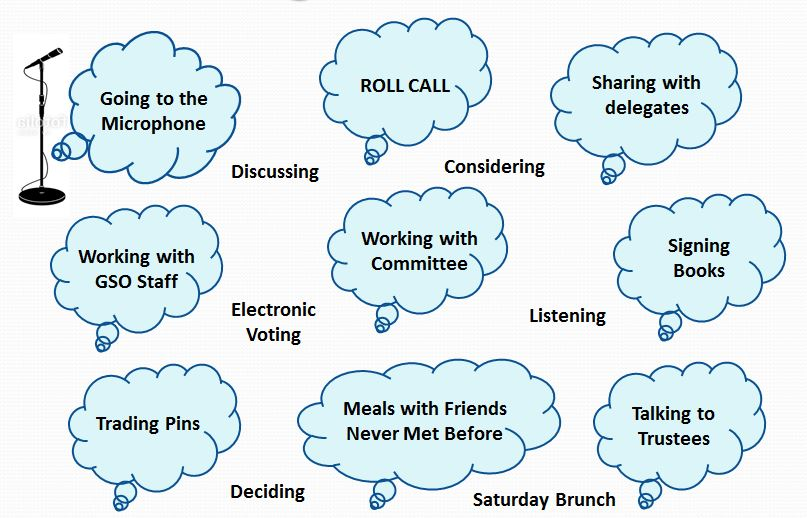 Going to the
Microphone
ROLL CALL
Sharing with
delegates
Discussing
Considering
Working with
GSO Staff
Working with
Committee
Signing
Books
Electronic
Voting
Listening
Trading Pins
Meals with Friends
Never Met Before
Talking to
Trustees
Deciding
Saturday Brunch